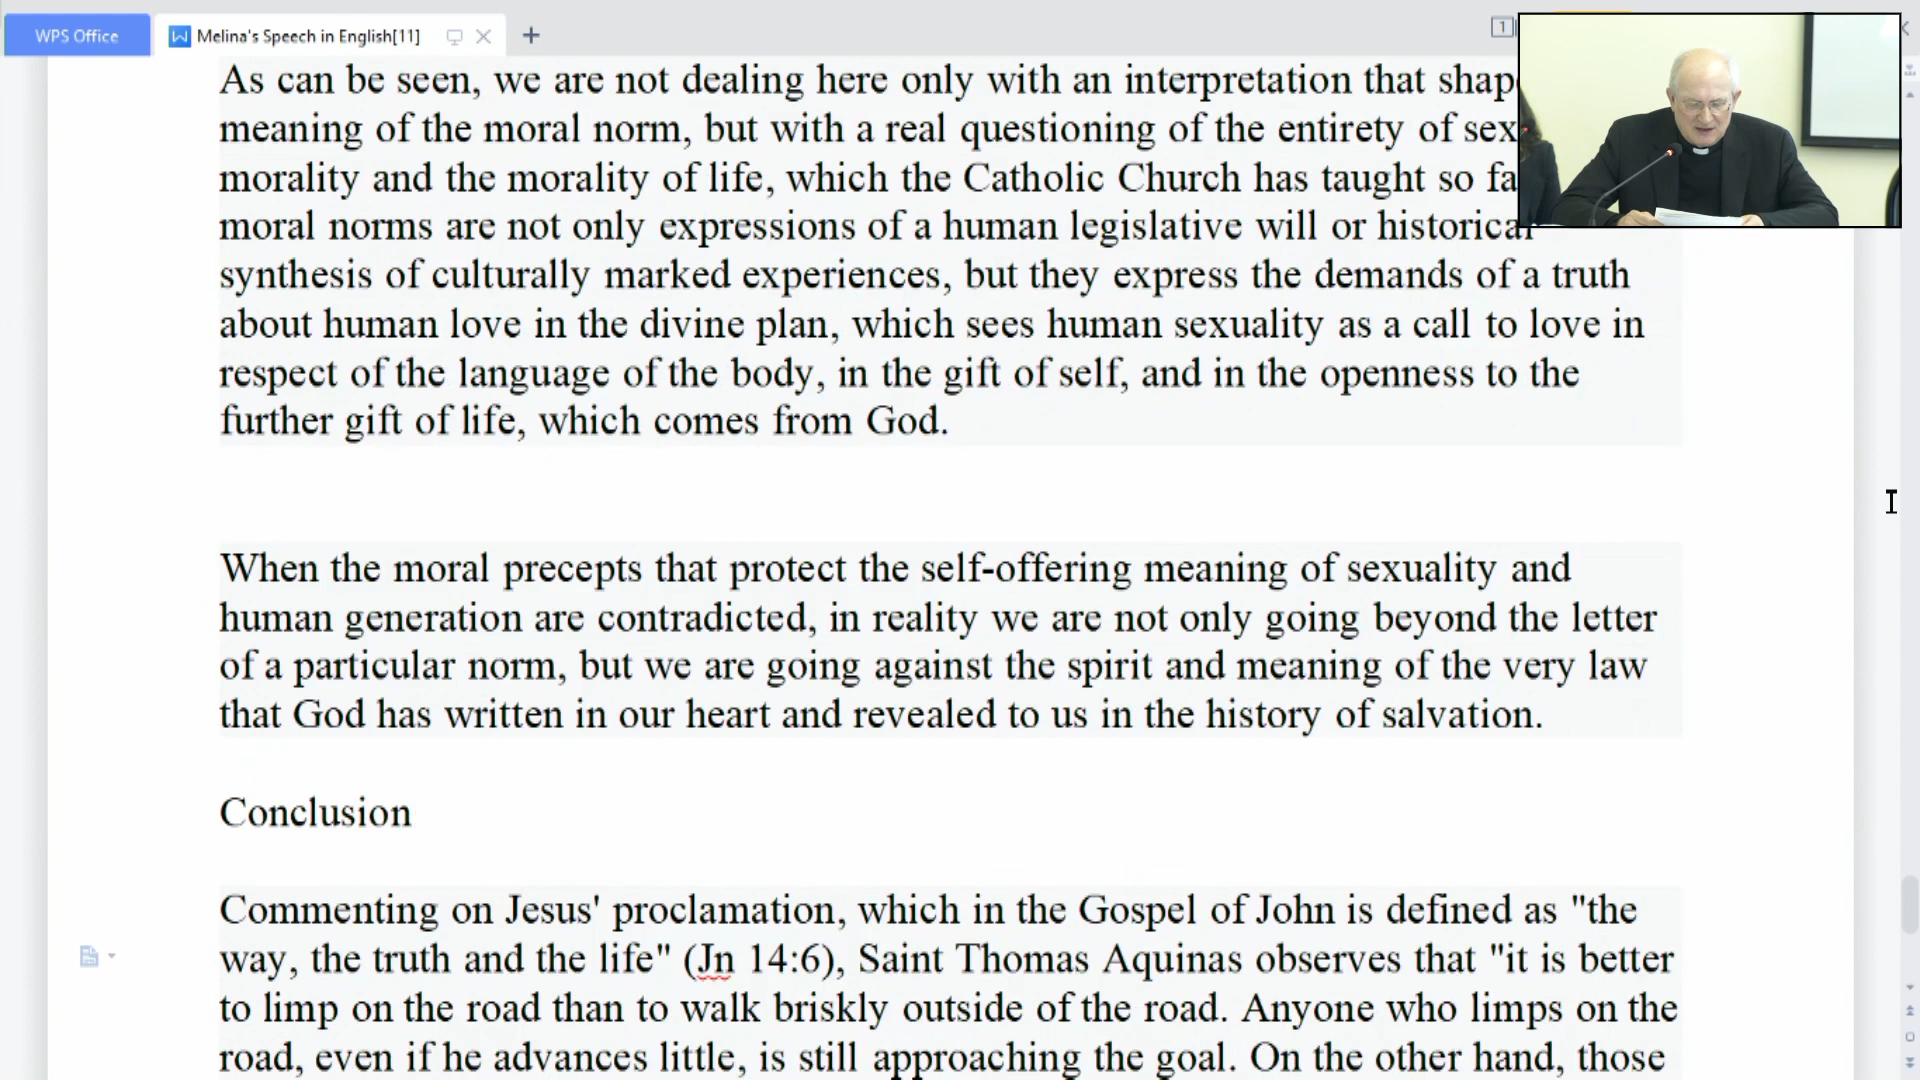 WPS Office
Melina's Speech in English[11]
1
As can be seen, we are not dealing here only with an interpretation that
meaning of the moral norm, but with a real questioning of the entirety of
morality and the morality of life, which the Catholic Church has taught so
moral norms are not only expressions of a human legislative will or historical
synthesis of culturally marked experiences, but they express the demands of a truth
about human love in the divine plan, which sees human sexuality as a call to love in
respect of the language of the body, in the gift of self, and in the openness to the
further gift of life, which comes from God.
When the moral precepts that protect the self-offering meaning of sexuality and
human generation are contradicted, in reality we are not only going beyond the letter
of a particular norm, but we are going against the spirit and meaning of the very law
that God has written in our heart and revealed to us in the history of salvation.
Conclusion
Commenting on Jesus' proclamation, which in the Gospel of John is defined as "the
way, the truth and the life" (Jn 14:6), Saint Thomas Aquinas observes that "it is better
to limp on the road than to walk briskly outside of the road. Anyone who limps on the
road, even if he advances little, is still approaching the goal. On the other hand, those